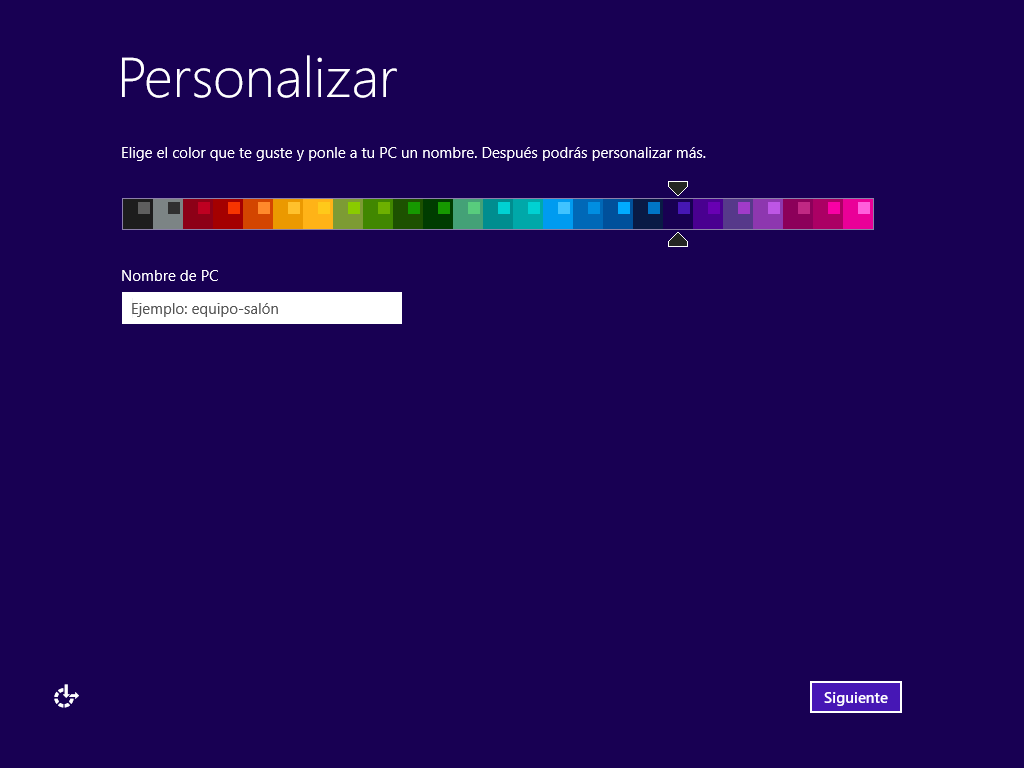 Personalizar
Elige el color que te guste y ponle a tu PC un nombre. Después podrás personalizar más.
Nombre de PC
Ejemplo: equipo-salón
Siguiente